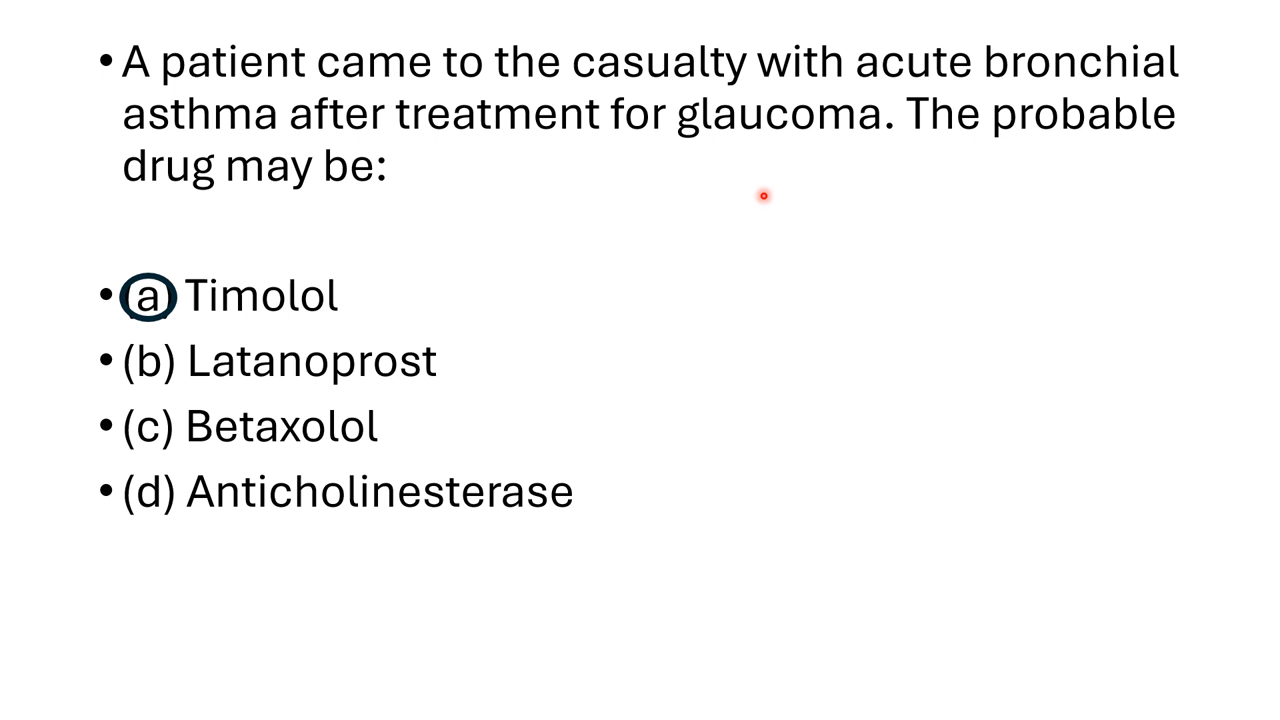 • A patient came to the casualty with acute bronchial
asthma after treatment for glaucoma. The probable
drug may be:
• (a) Timolol
• (b) Latanoprost
• (c) Betaxolol
• (d) Anticholinesterase